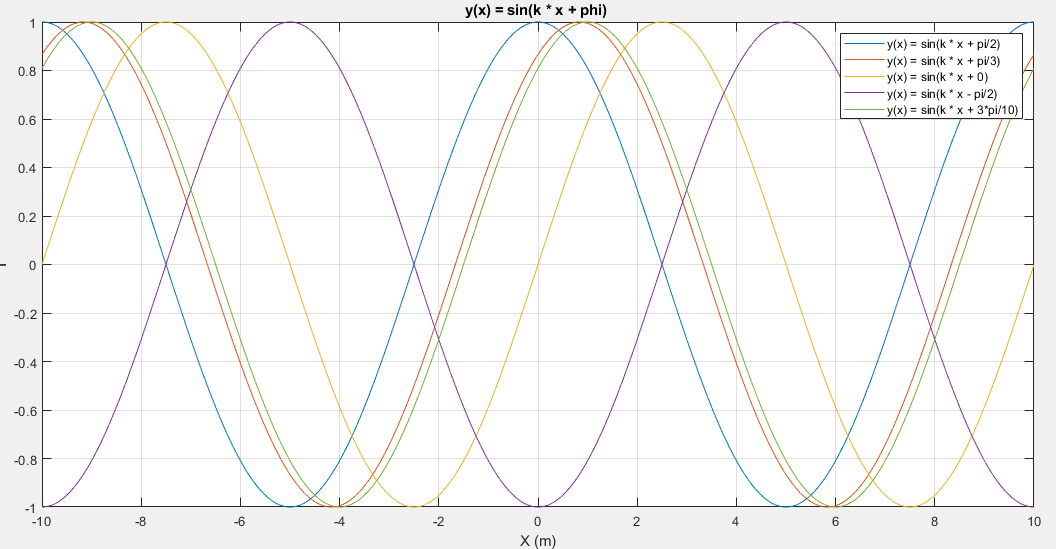 y(x) = sin(k * x + phi)
y(x) = sin(k * x + pi/2)
y(x) = sin(k * x + pi/3)
y(x) = sin(k * x + 0)
y(x) = sin(k * x - pi/2)
y(x) = sin(k * x + 3*pi/10)
1
0.8
0.6
0.4
0.2
0
-0.2
-0.4
-0.6
-0.8
-1
-10 -8 -6 -4 -2 0 2 4 6 8 10
X (m)